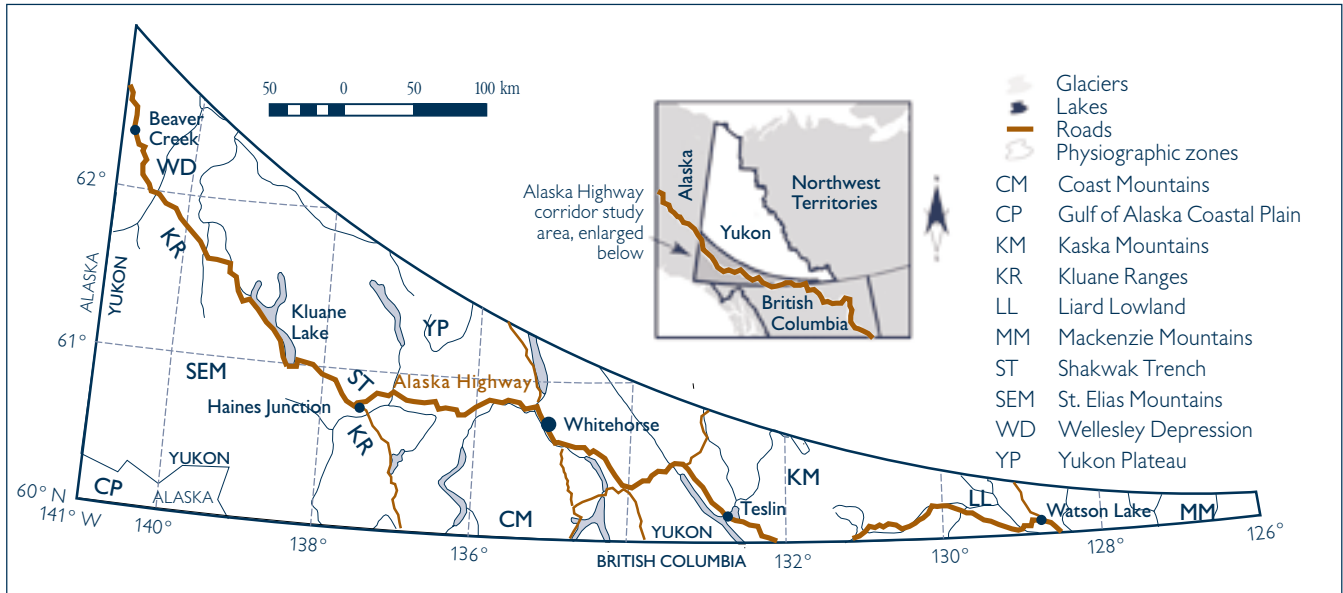 50 0 50 100 km
Beaver
Creek
WD
62°
KR
ALASKA
YUKON
Kluane
Lake
YP
61°
SEM
ST
Alaska Highway
Haines Junction
KR
Whitehorse
YUKON
ALASKA
CP
60° N
141° W
140°
138°
CM
136°
KM
Teslin
YUKON
BRITISH COLUMBIA
132°
LL
Watson Lake
MM
130°
128°
126°
Alaska Highway
corridor study
area, enlarged
below
Alaska
Northwest
Territories
Yukon
British
Columbia
Glaciers
Lakes
Roads
Physiographic zones
CM Coast Mountains
CP Gulf of Alaska Coastal Plain
KM Kaska Mountains
KR Kluane Ranges
LL Liard Lowland
MM Mackenzie Mountains
ST Shakwak Trench
SEM St. Elias Mountains
WD Wellesley Depression
YP Yukon Plateau